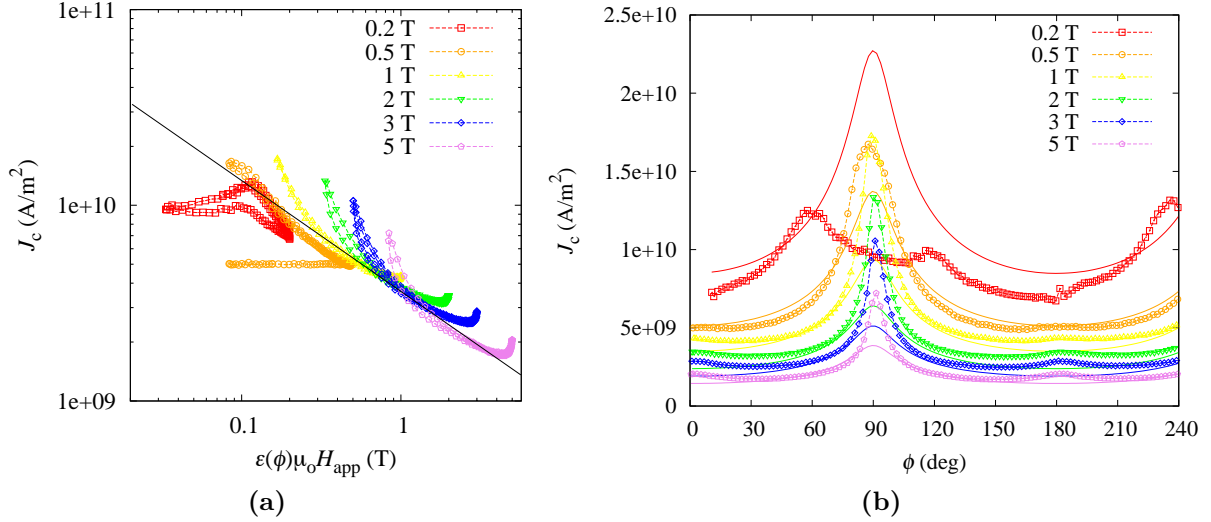 1e+11
1e+10
1e+09
0.1
1
J_c (A/m²)
ε(ϕ)μ_o H_app (T)
0.2 T
0.5 T
1 T
2 T
3 T
5 T
(a)
2.5e+10
2e+10
1.5e+10
1e+10
5e+09
0
0 30 60 90 120 150 180 210 240
J_c (A/m²)
ϕ (deg)
0.2 T
0.5 T
1 T
2 T
3 T
5 T
(b)